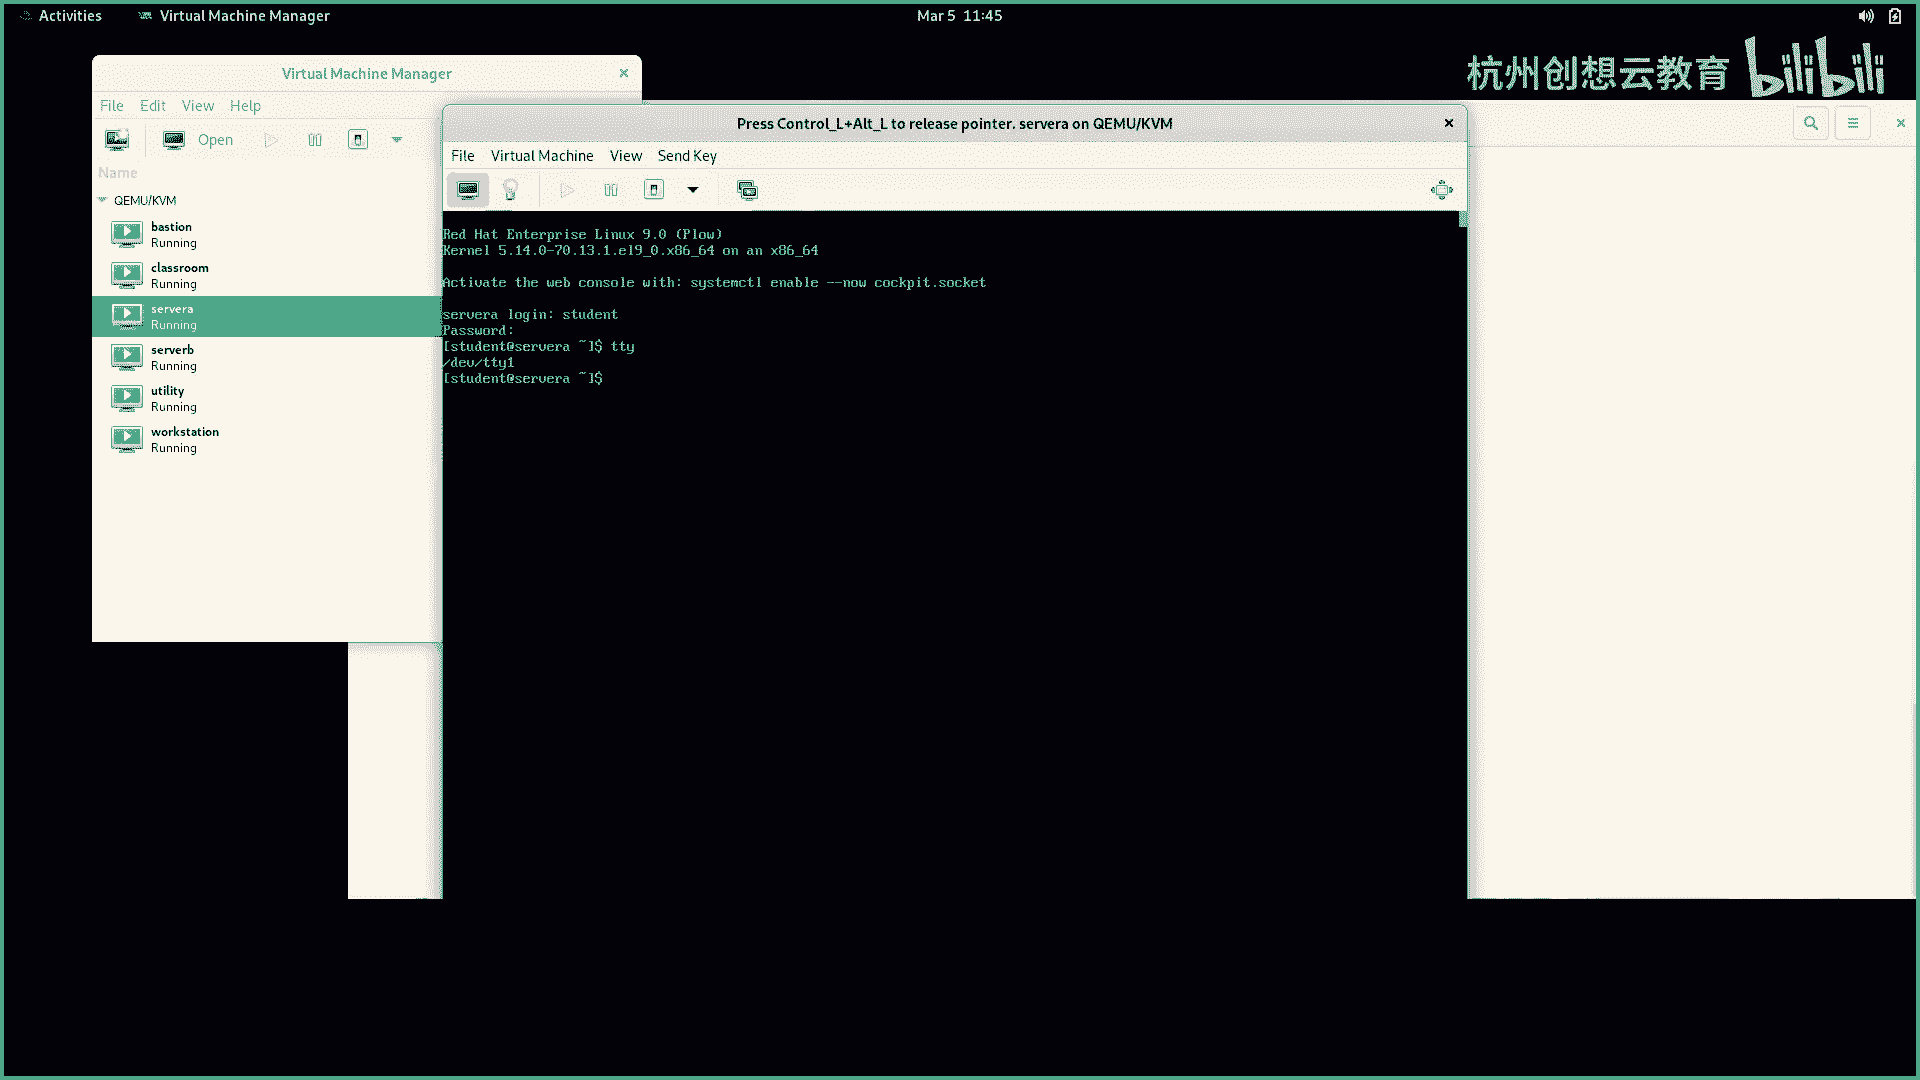 Activities
Virtual Machine Manager
Mar 5 11:45
杭州创想云教育 bilibili
Virtual Machine Manager
File Edit View Help
Open
Name
QEMU/KVM
bastion
Running
classroom
Running
servera
Running
serverb
Running
utility
Running
workstation
Running
Press Control_L+Alt_L to release pointer. servera on QEMU/KVM
File Virtual Machine View Send Key
Red Hat Enterprise Linux 9.0 (Plow)
Kernel 5.14.0-70.13.1.el9_0.x86_64 on an x86_64
Activate the web console with: systemctl enable --now cockpit.socket
servera login: student
Password:
[student@servera ~]$ tty
/dev/tty1
[student@servera ~]$